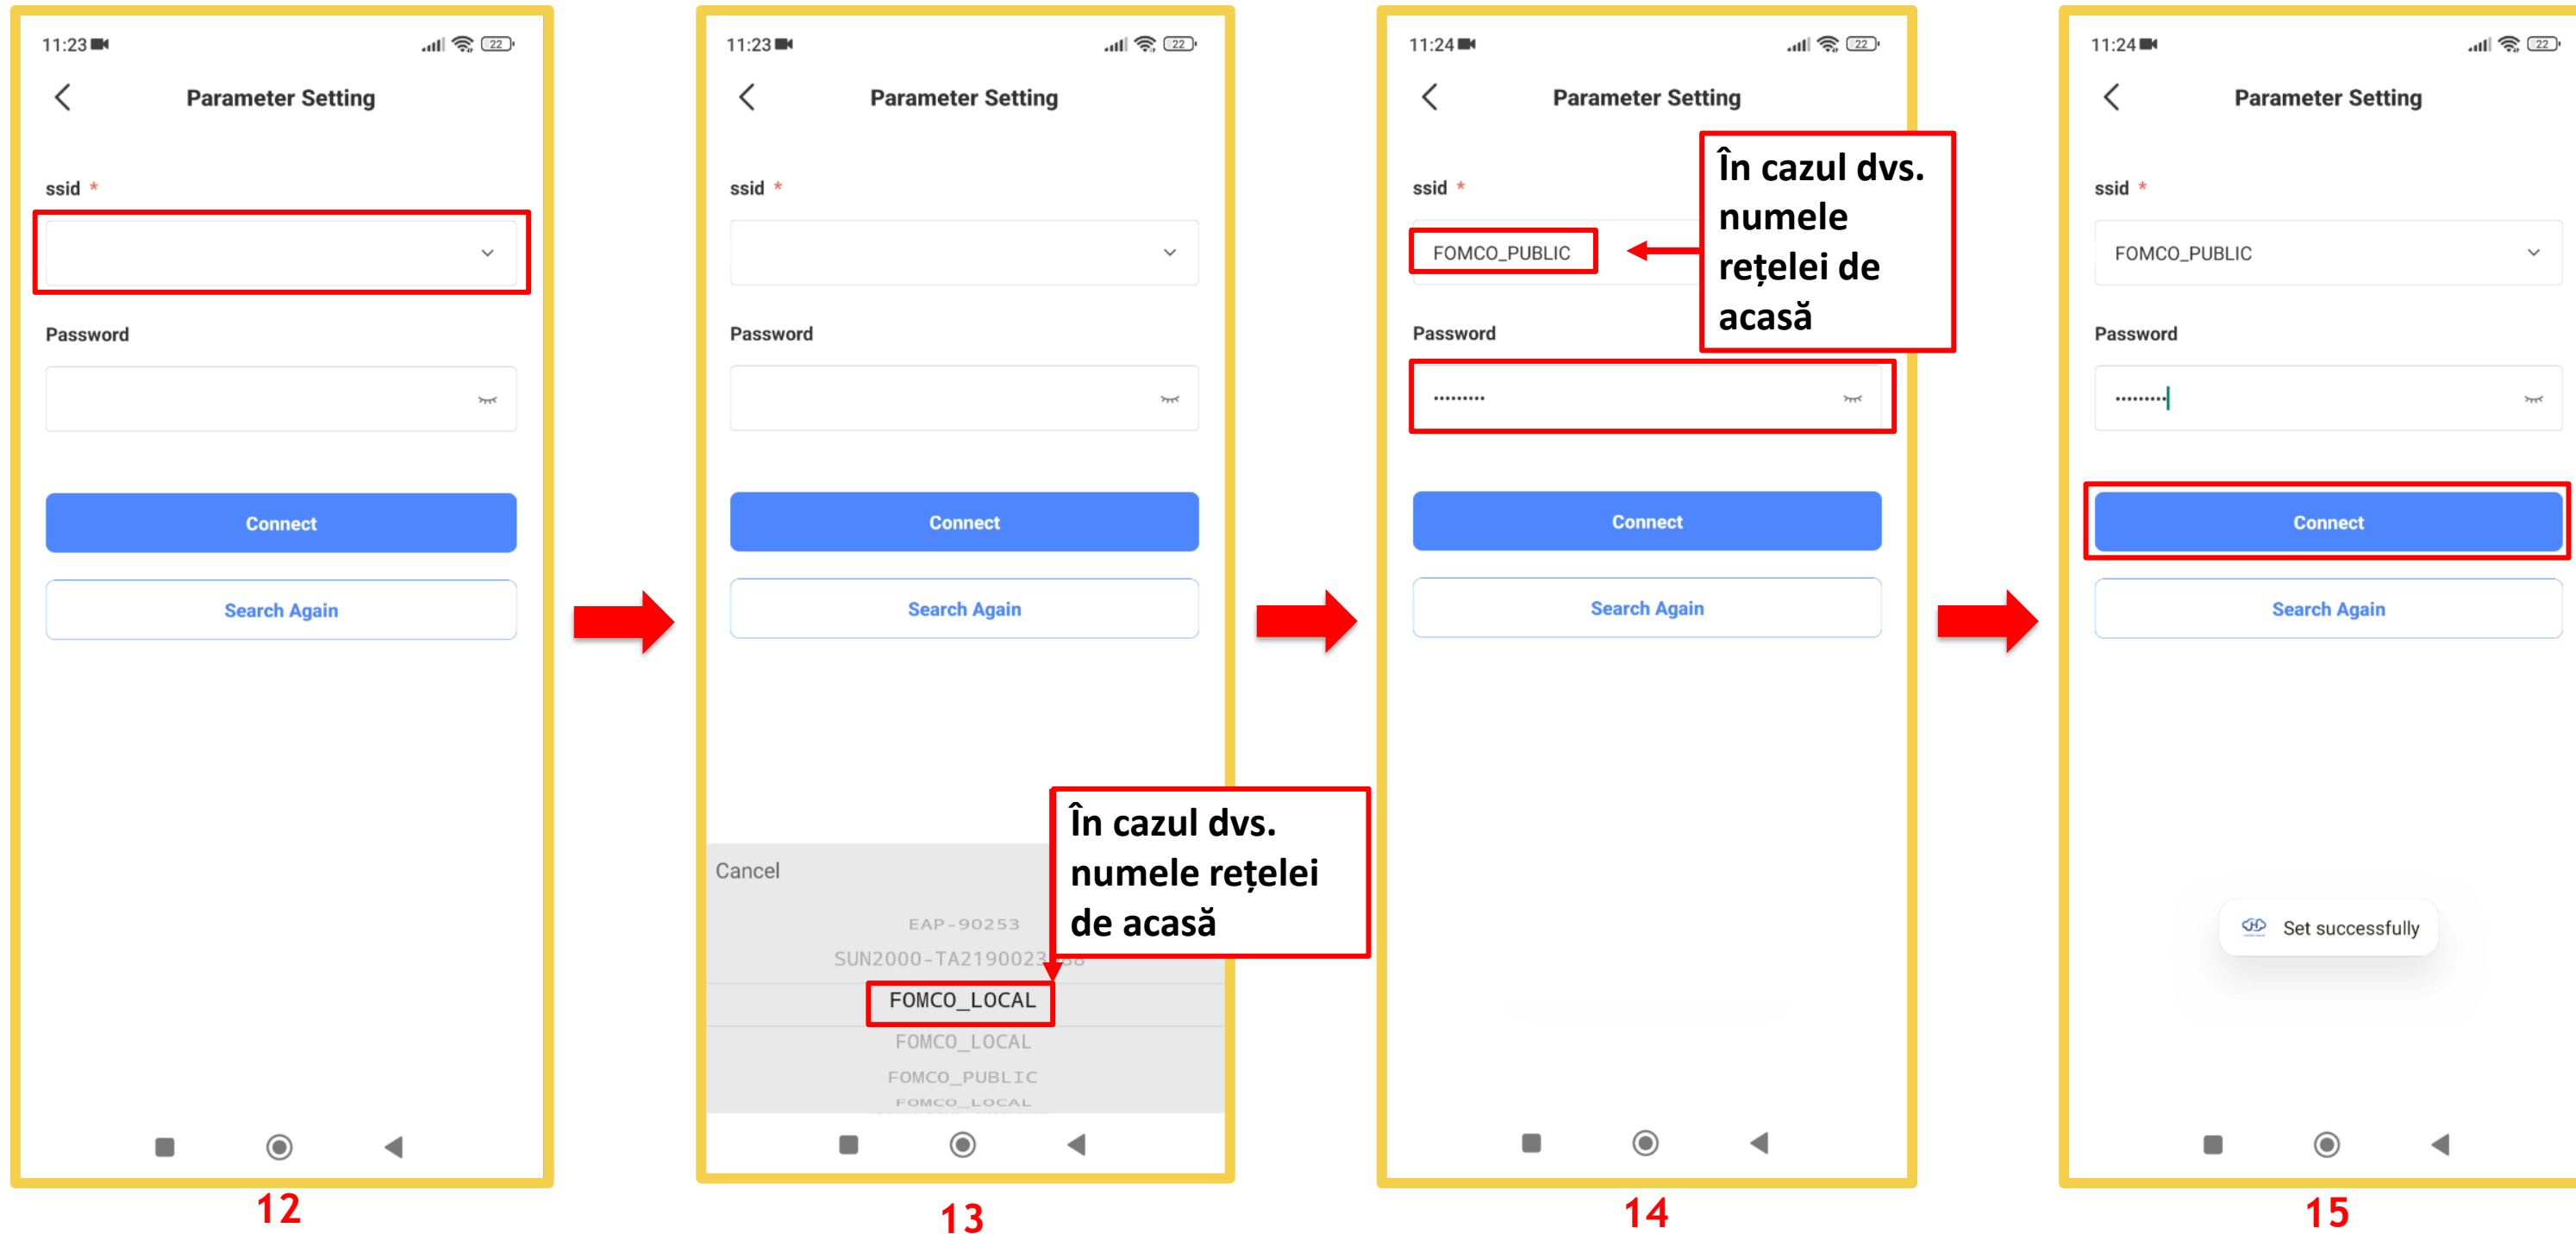 11:23
22
Parameter Setting
ssid *
Password
Connect
Search Again
12
11:23
22
Parameter Setting
ssid *
Password
Connect
Search Again
În cazul dvs.
numele rețelei
de acasă
Cancel
EAP-90253
SUN2000-TA2190023
FOMCO_LOCAL
FOMCO_LOCAL
FOMCO_PUBLIC
FOMCO_LOCAL
13
11:24
22
Parameter Setting
În cazul dvs.
numele
rețelei de
acasă
ssid *
FOMCO_PUBLIC
Password
•••••••••
Connect
Search Again
14
11:24
22
Parameter Setting
ssid *
FOMCO_PUBLIC
Password
•••••••••
Connect
Search Again
Set successfully
15